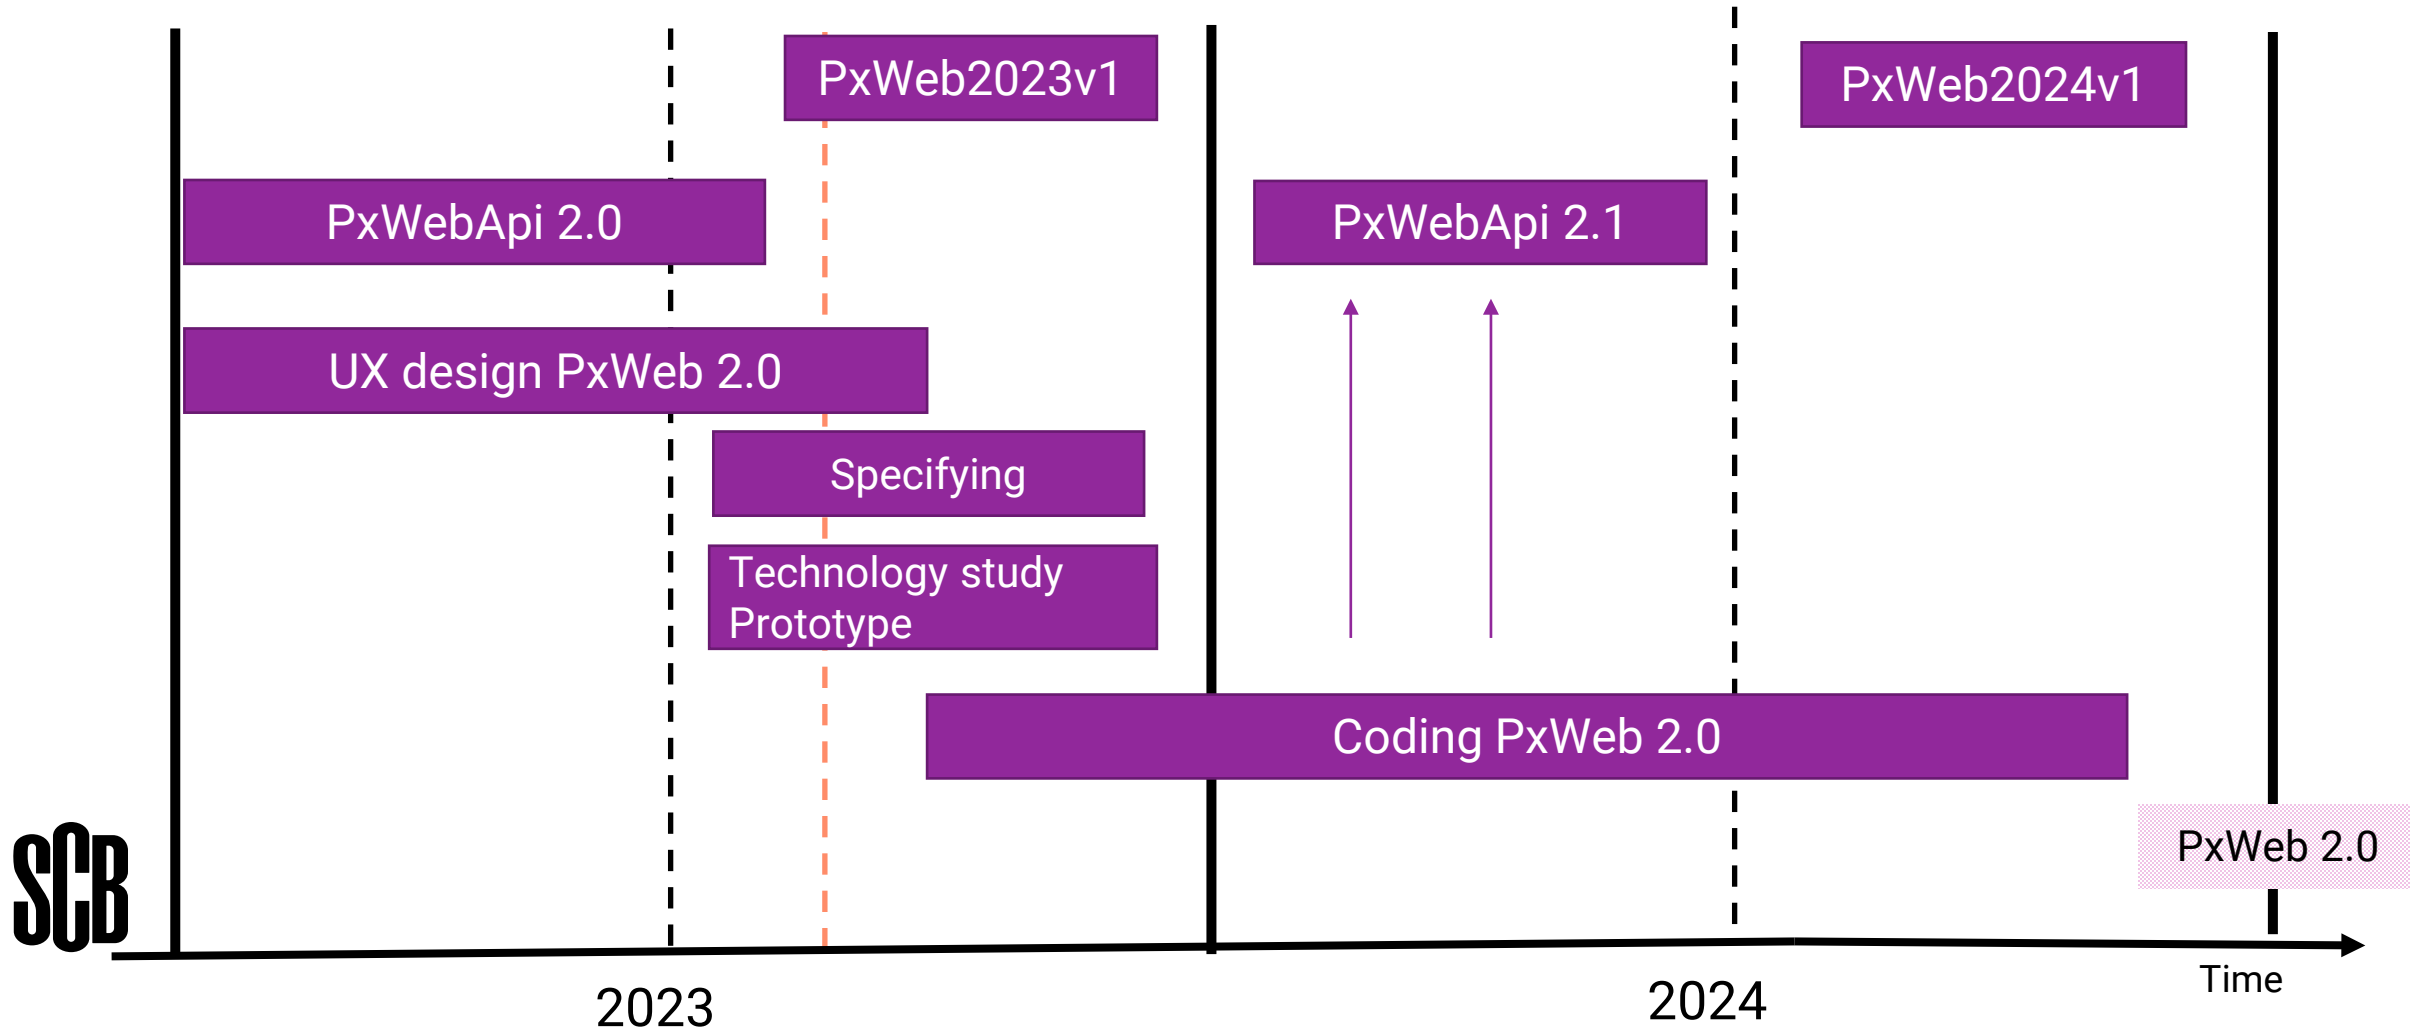 PxWeb2023v1
PxWeb2024v1
PxWebApi 2.0
PxWebApi 2.1
UX design PxWeb 2.0
Specifying
Technology study
Prototype
Coding PxWeb 2.0
PxWeb 2.0
SCB
Time
2023
2024